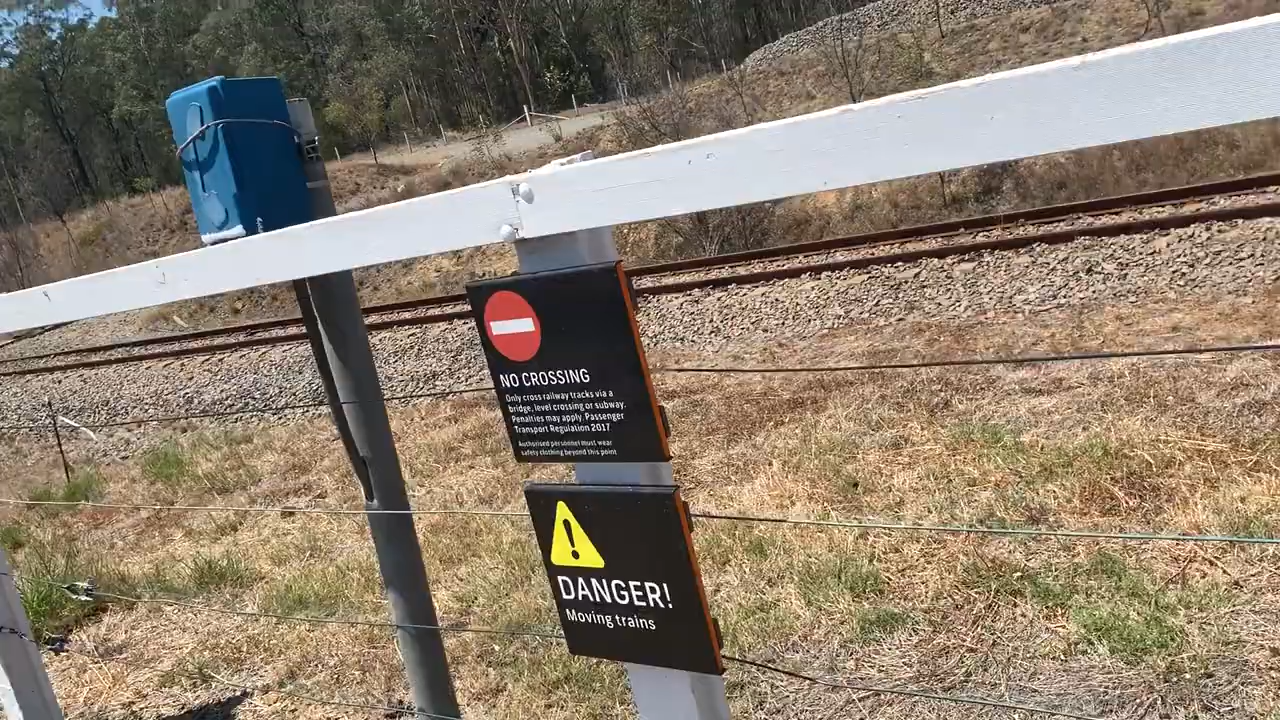 NO CROSSING
Only cross railway tracks via a
bridge, level crossing or subway.
Penalties may apply. Passenger
Transport Regulation 2017
Authorised personnel must wear
safety clothing beyond this point
DANGER!
Moving trains